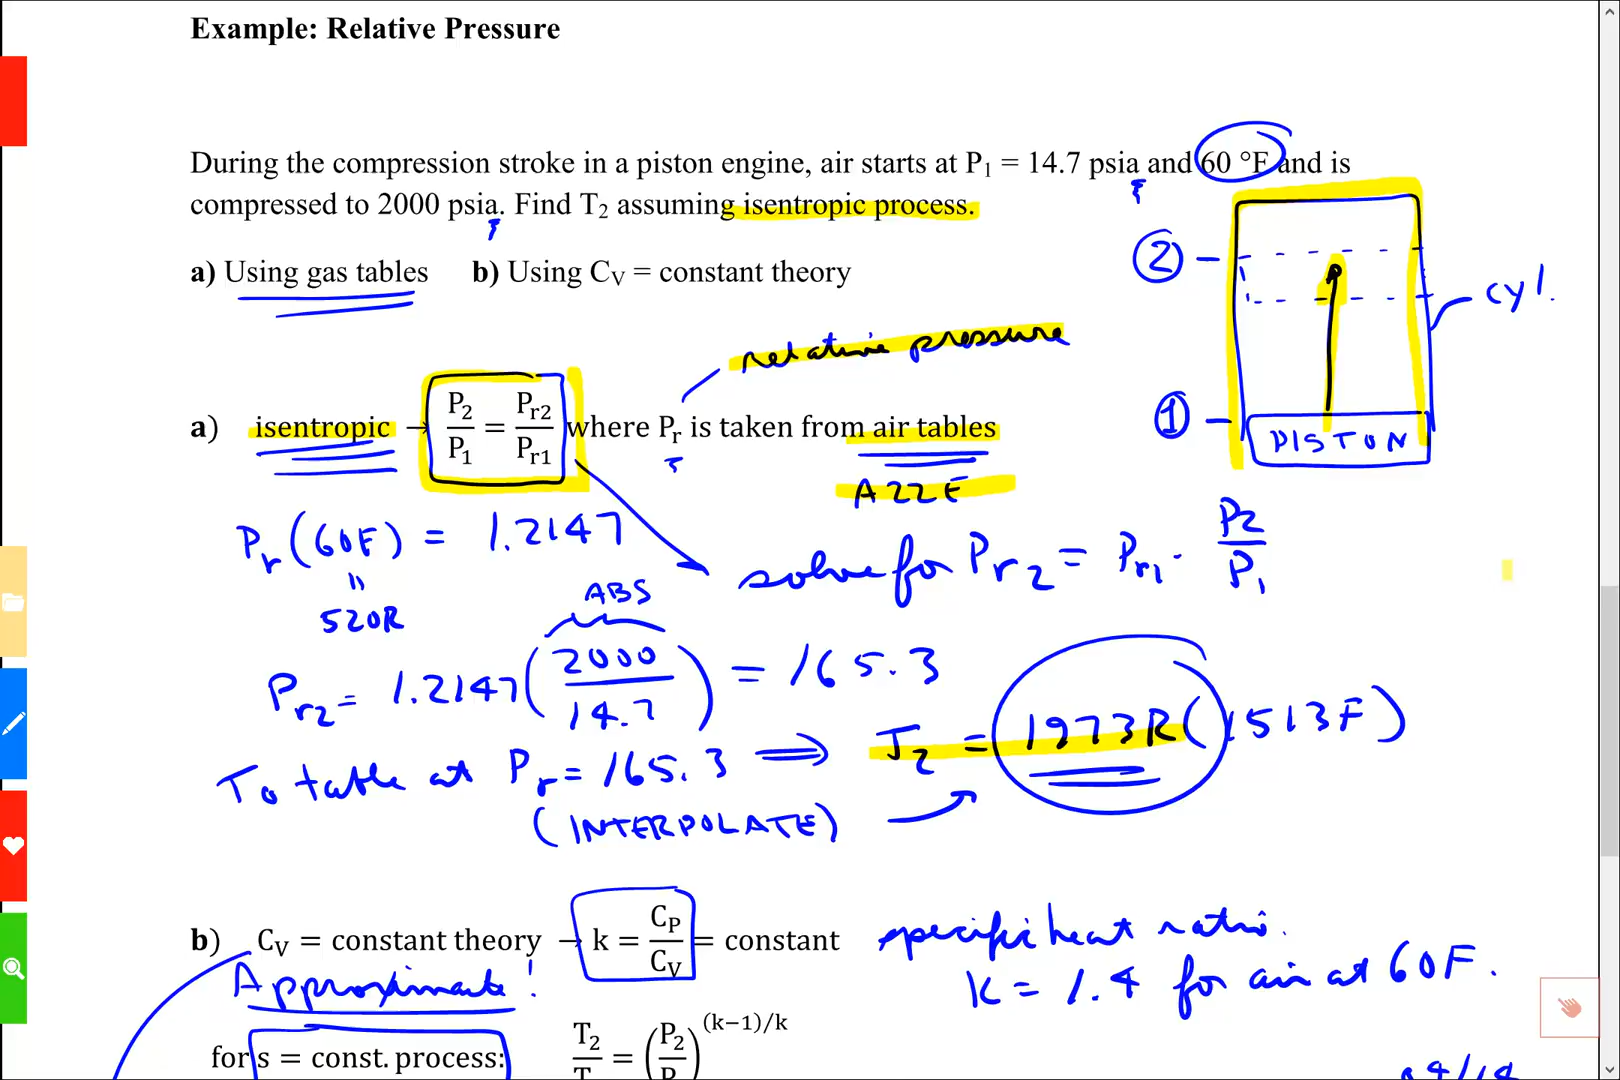 Example: Relative Pressure
During the compression stroke in a piston engine, air starts at P₁ = 14.7 psia and 60 °F and is
compressed to 2000 psia. Find T₂ assuming isentropic process.
a) Using gas tables b) Using Cᵥ = constant theory
② cyl.
① PISTON
relative pressure
a) isentropic → P₂/P₁ = Pr2/Pr1 where Pr is taken from air tables
A22E
Pr (60F) = 1.2147
"
520R
solve for Pr2 = Pr1 · P2/P1
ABS
Pr2 = 1.2147 (2000/14.7) = 165.3
To table at Pr = 165.3 ⟹ T2 = 1973R (1513F)
(INTERPOLATE)
b) Cᵥ = constant theory → k = CP/CV = constant
specific heat ratio.
Approximate!
K = 1.4 for air at 60F.
for s = const. process: T₂/T = (P₂/P)^(k−1)/k